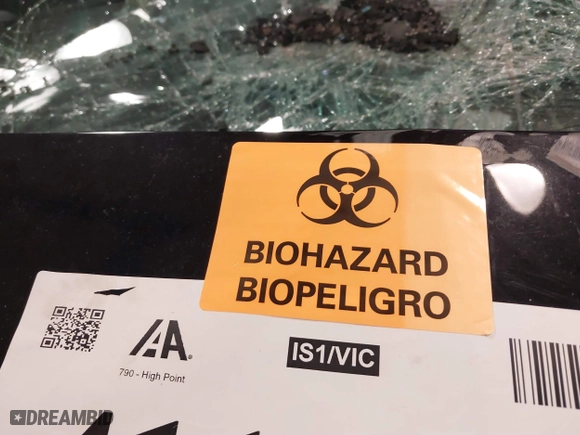 BIOHAZARD
BIOPELIGRO
IAA®
790 - High Point
IS1/VIC
DREAMBID